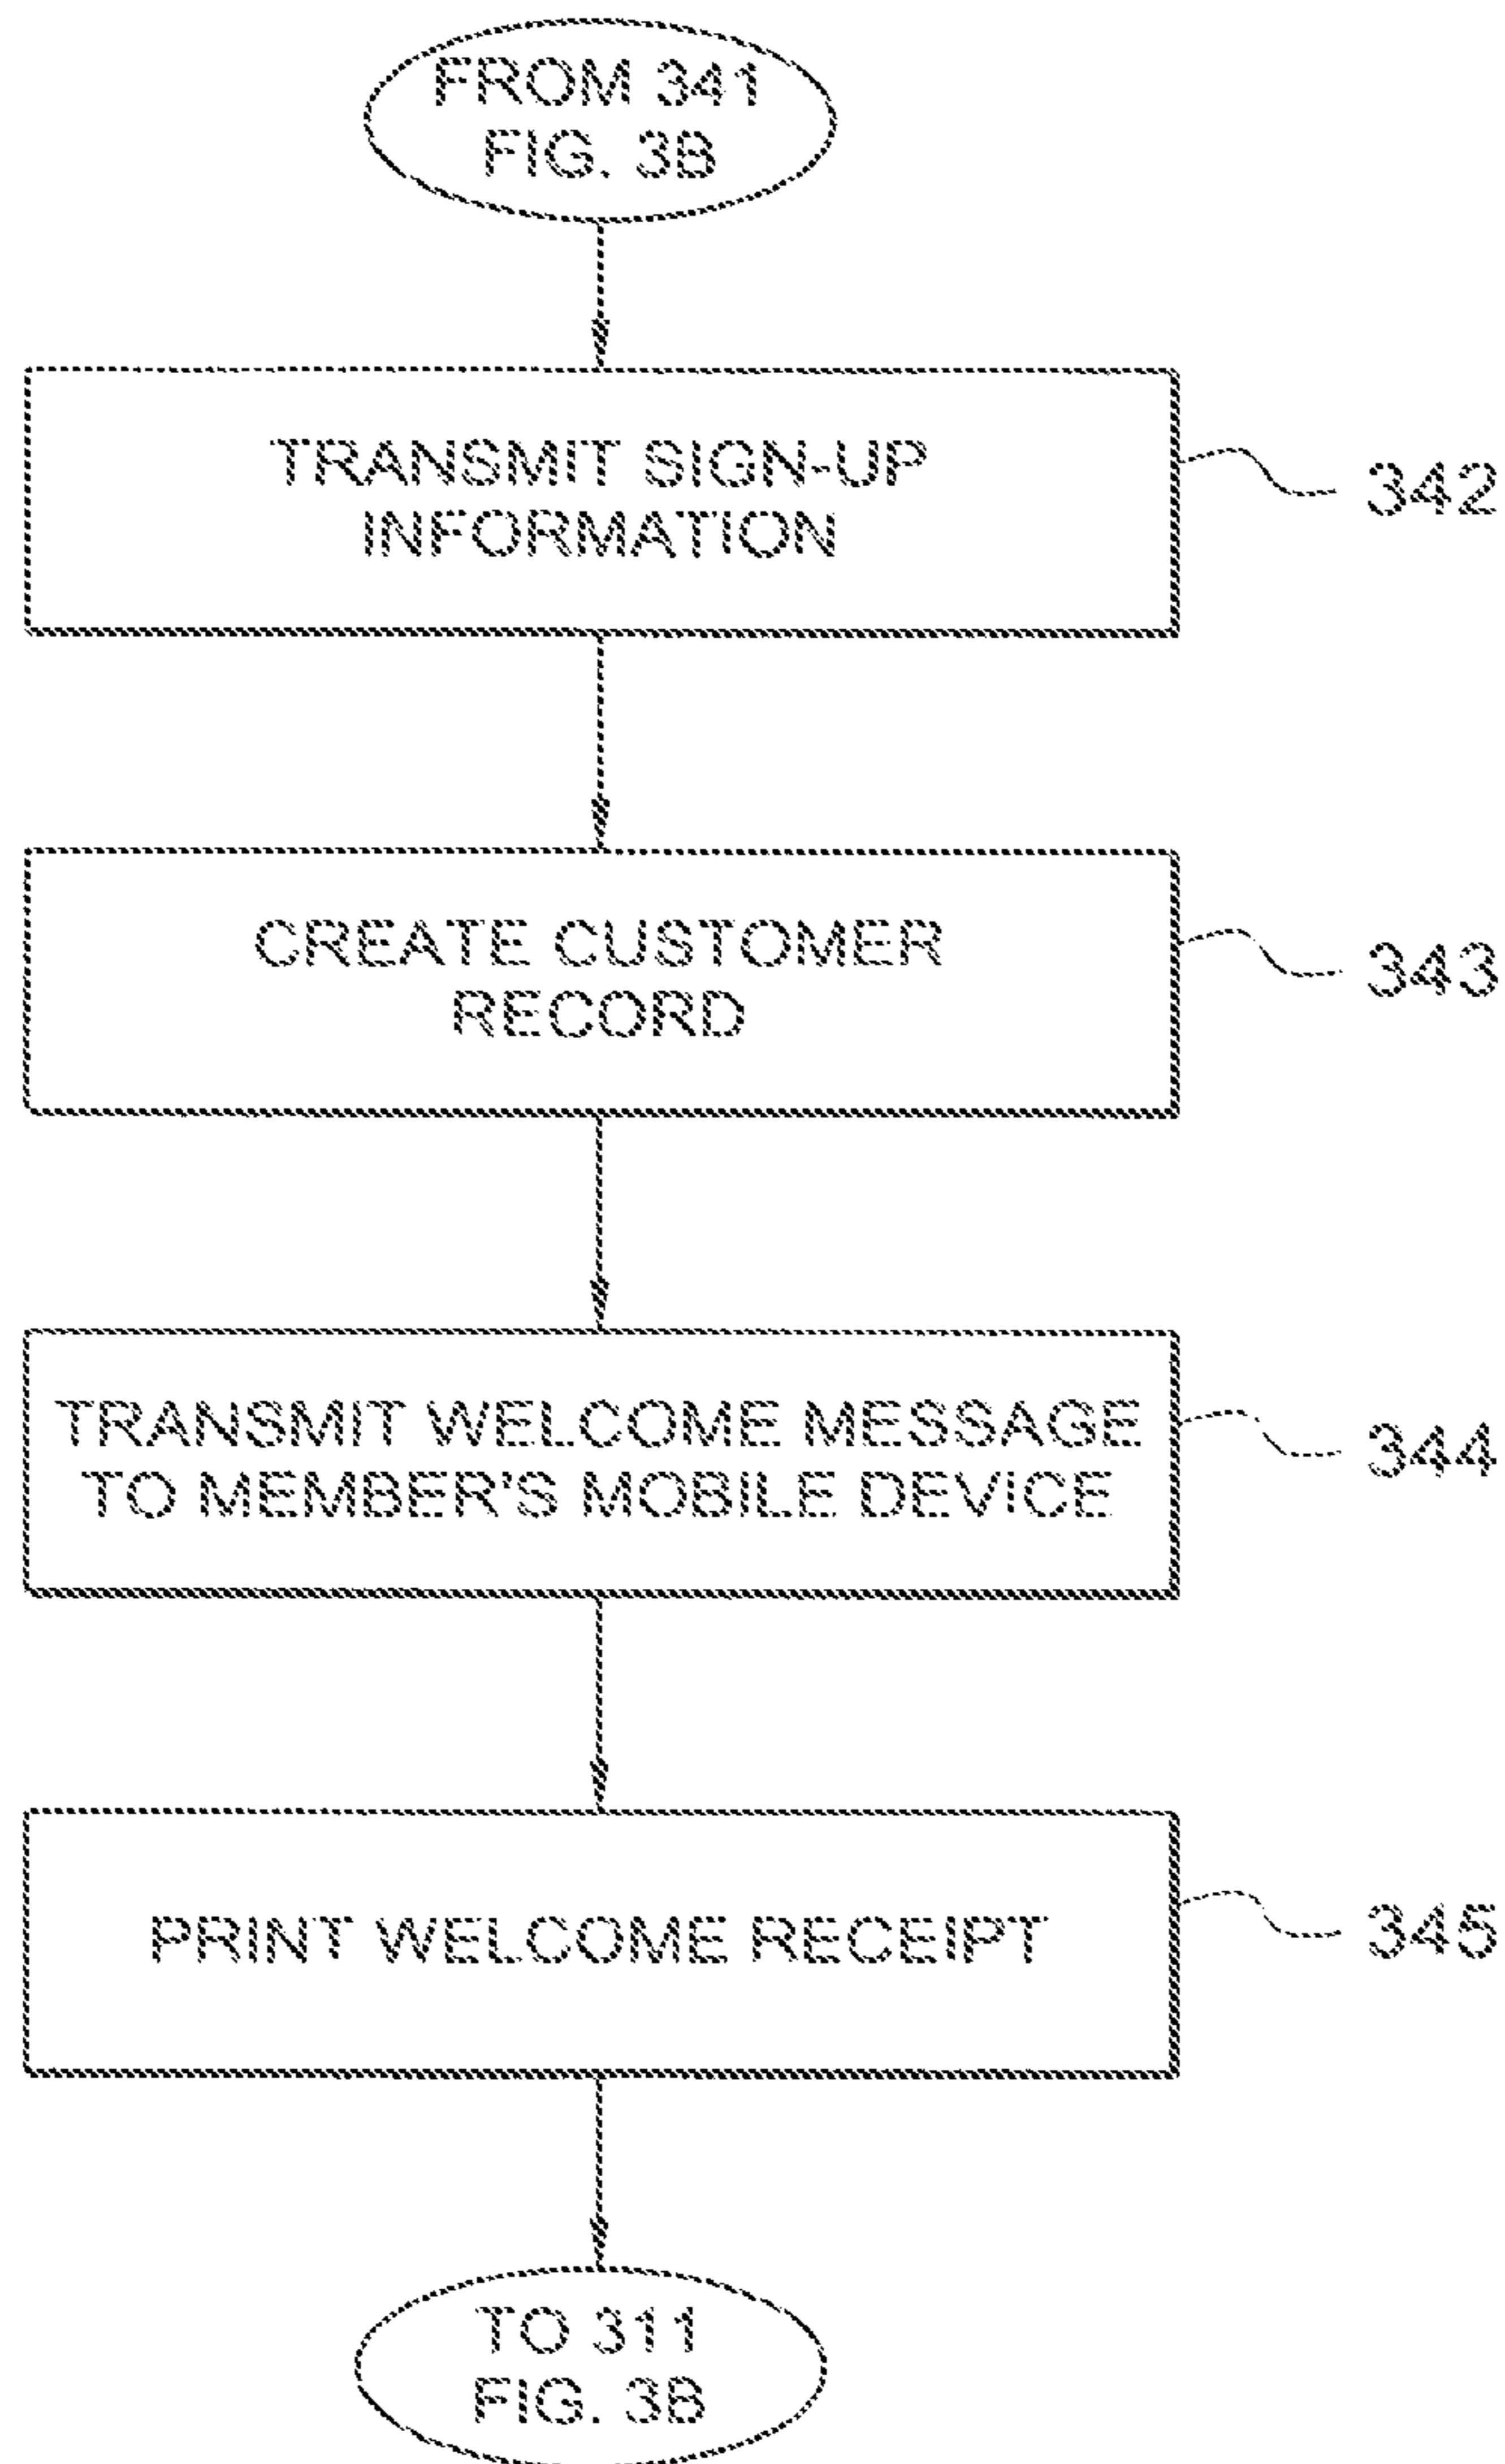 FROM 341
FIG. 3B
TRANSMIT SIGN-UP
INFORMATION
342
CREATE CUSTOMER
RECORD
343
TRANSMIT WELCOME MESSAGE
TO MEMBER'S MOBILE DEVICE
344
PRINT WELCOME RECEIPT
345
TO 311
FIG. 3B